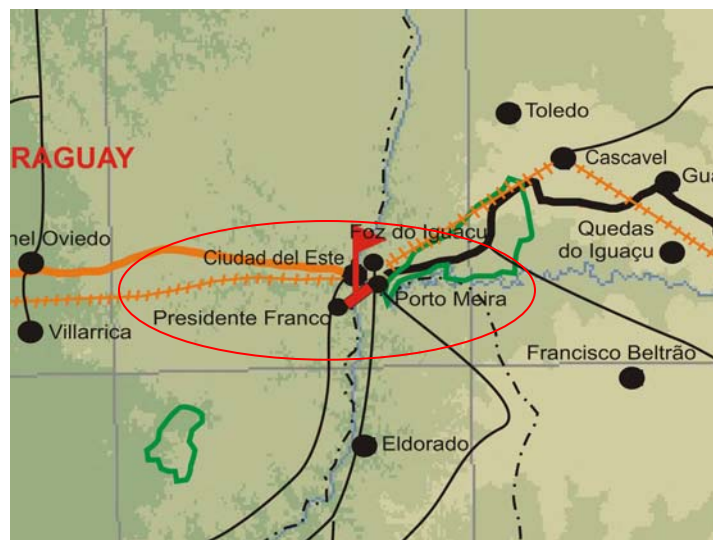 Toledo
RAGUAY
Cascavel
Gua
nel Oviedo
Foz do Iguaçu
Ciudad del Este
Quedas
do Iguaçu
Porto Meira
Presidente Franco
Villarrica
Francisco Beltrão
Eldorado